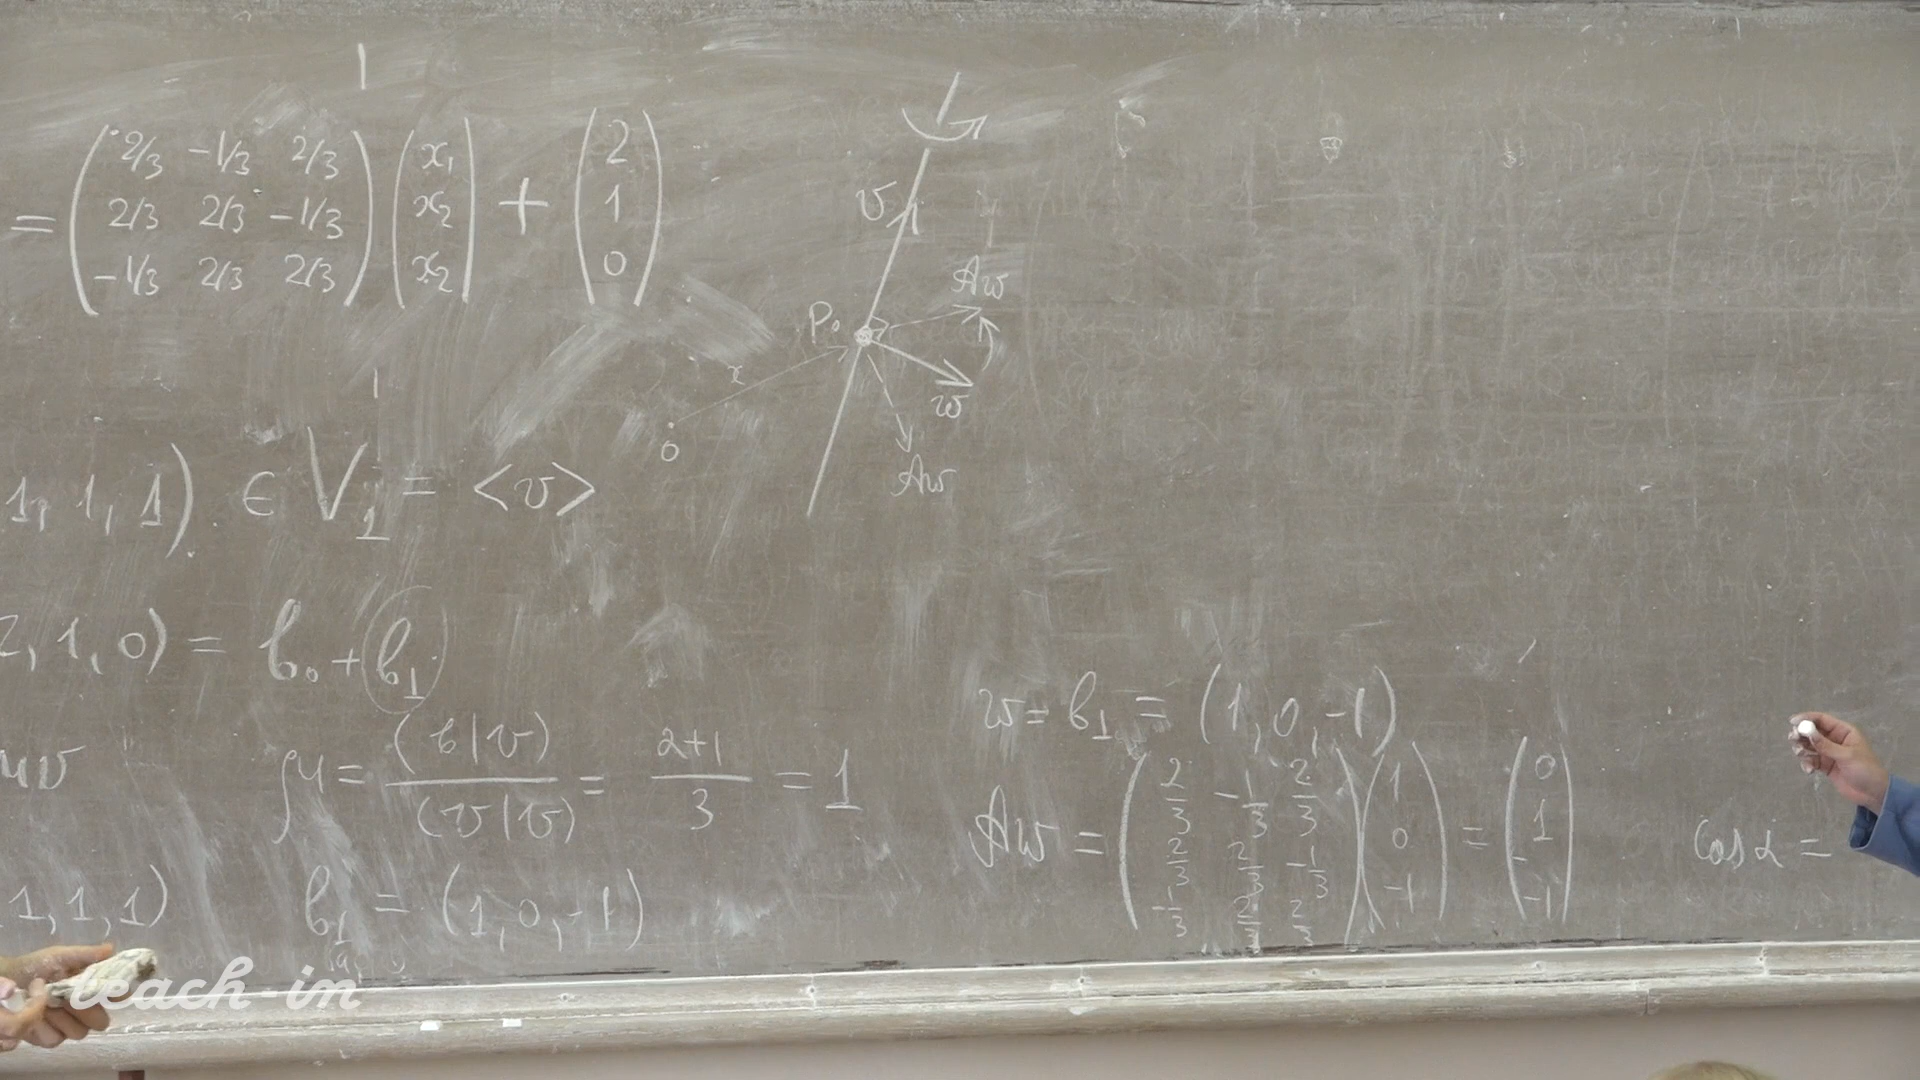 = ( 2/3 -1/3 2/3 ) ( x₁ ) + ( 2 )
( 2/3 2/3 -1/3 ) ( x₂ ) ( 1 )
( -1/3 2/3 2/3 ) ( x₂ ) ( 0 )
v
Aw
P₀
x
w
0
Aw
1, 1, 1) ∈ V₁ = <v>
2, 1, 0) = b₀ + b₁
μv
μ = (b|v) / (v|v) = 2+1 / 3 = 1
1, 1, 1)
b₁ = (1, 0, -1)
w = b₁ = (1, 0, -1)
Aw = ( 2/3 -1/3 2/3 ) ( 1 ) = ( 0 )
( 2/3 2/3 -1/3 ) ( 0 ) ( 1 )
( -1/3 2/3 2/3 ) ( -1 ) ( -1 )
cos α =
teach-in